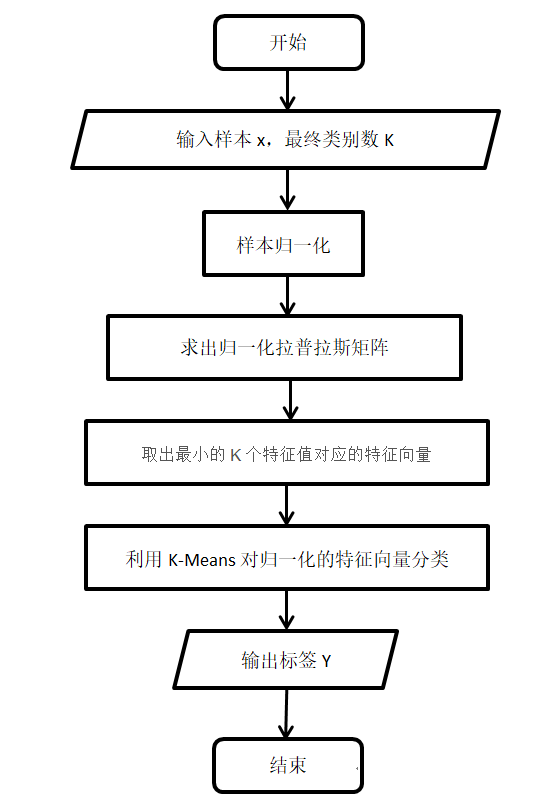 开始
输入样本 x，最终类别数 K
样本归一化
求出归一化拉普拉斯矩阵
取出最小的 K 个特征值对应的特征向量
利用 K-Means 对归一化的特征向量分类
输出标签 Y
结束